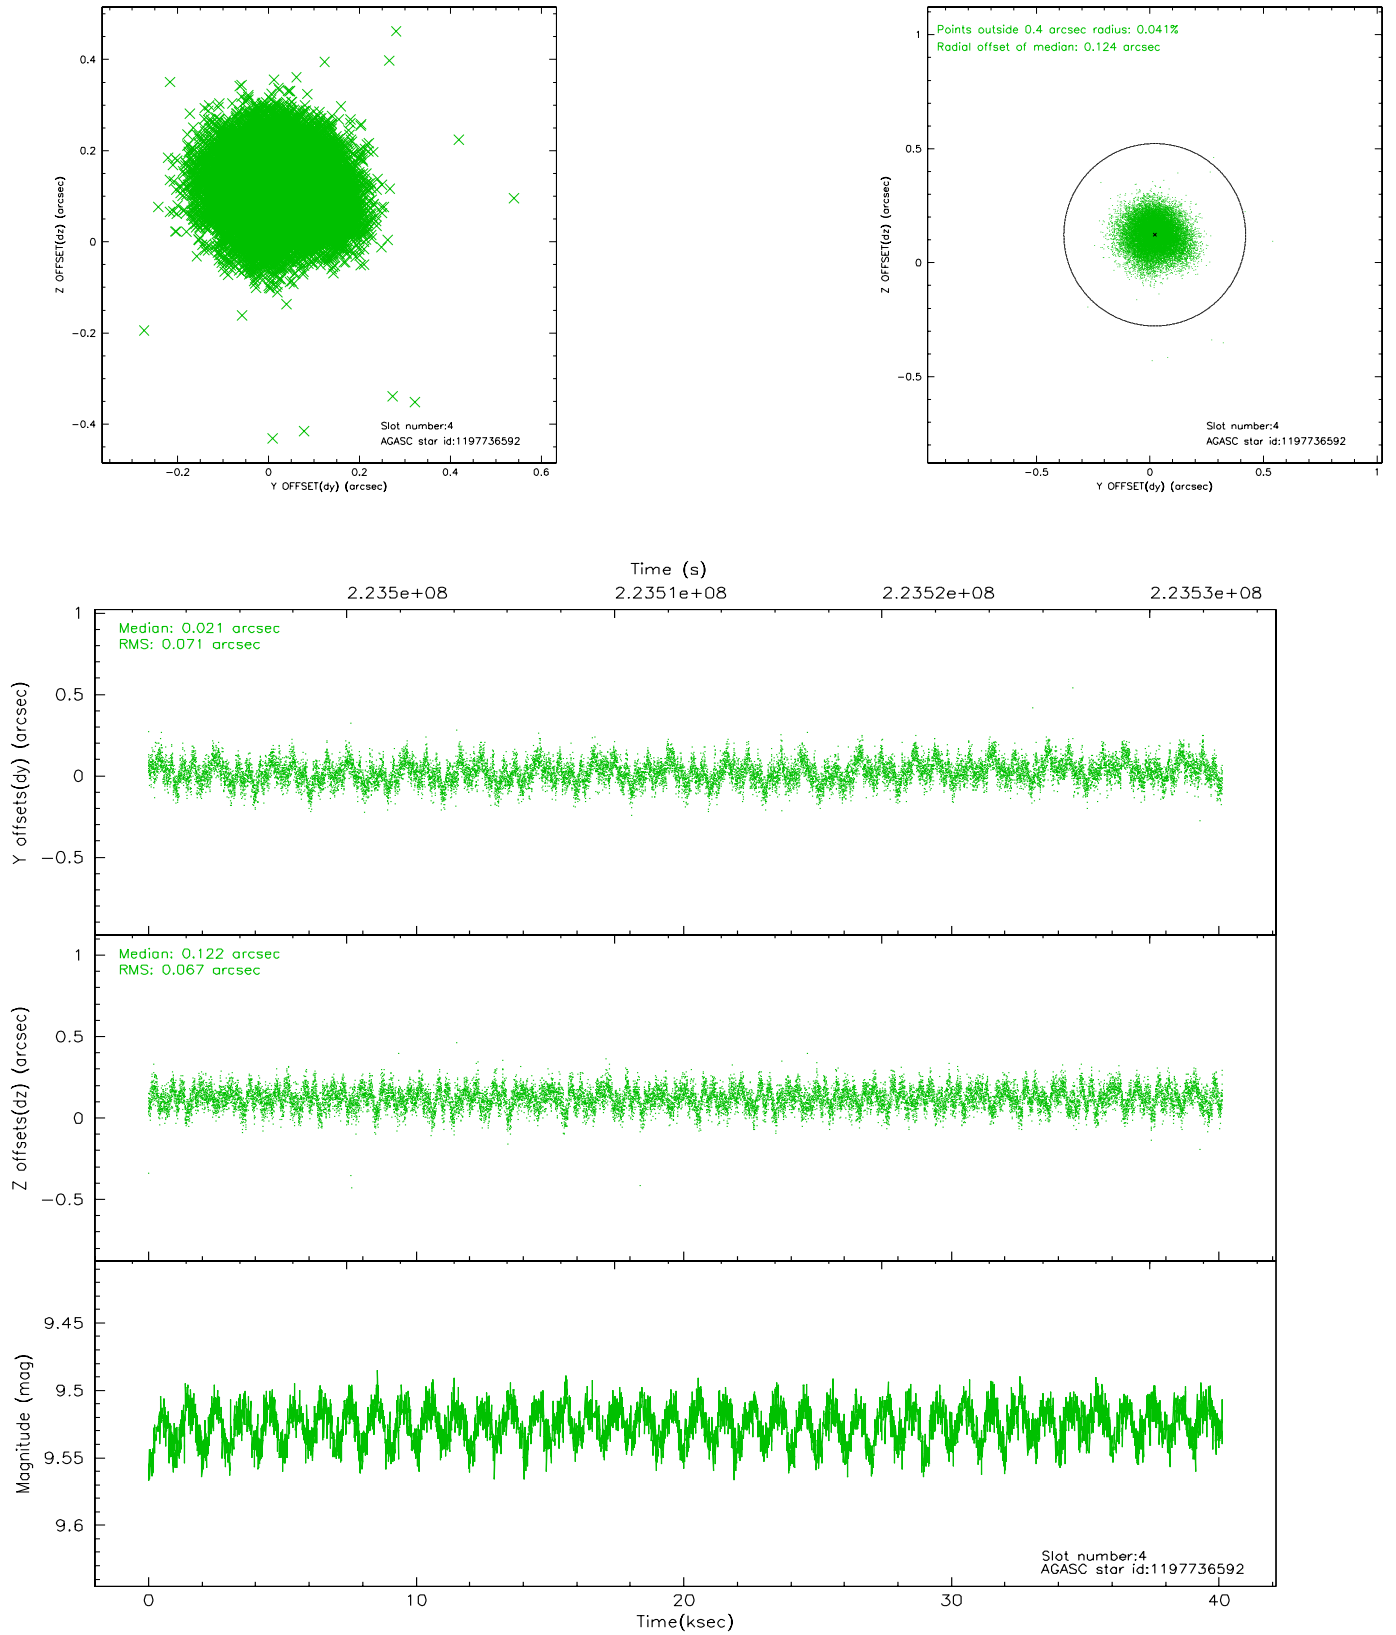 0.4
0.2
0
−0.2
−0.4
Z OFFSET(dz) (arcsec)
Slot number:4
AGASC star id:1197736592
−0.2 0 0.2 0.4 0.6
Y OFFSET(dy) (arcsec)
Points outside 0.4 arcsec radius: 0.041%
Radial offset of median: 0.124 arcsec
1
0.5
0
−0.5
Z OFFSET(dz) (arcsec)
Slot number:4
AGASC star id:1197736592
−0.5 0 0.5 1
Y OFFSET(dy) (arcsec)
Time (s)
2.235e+08 2.2351e+08 2.2352e+08 2.2353e+08
Median: 0.021 arcsec
RMS: 0.071 arcsec
1
0.5
0
−0.5
Y offsets(dy) (arcsec)
Median: 0.122 arcsec
RMS: 0.067 arcsec
1
0.5
0
−0.5
Z offsets(dz) (arcsec)
9.45
9.5
9.55
9.6
Magnitude (mag)
Slot number:4
AGASC star id:1197736592
0 10 20 30 40
Time(ksec)